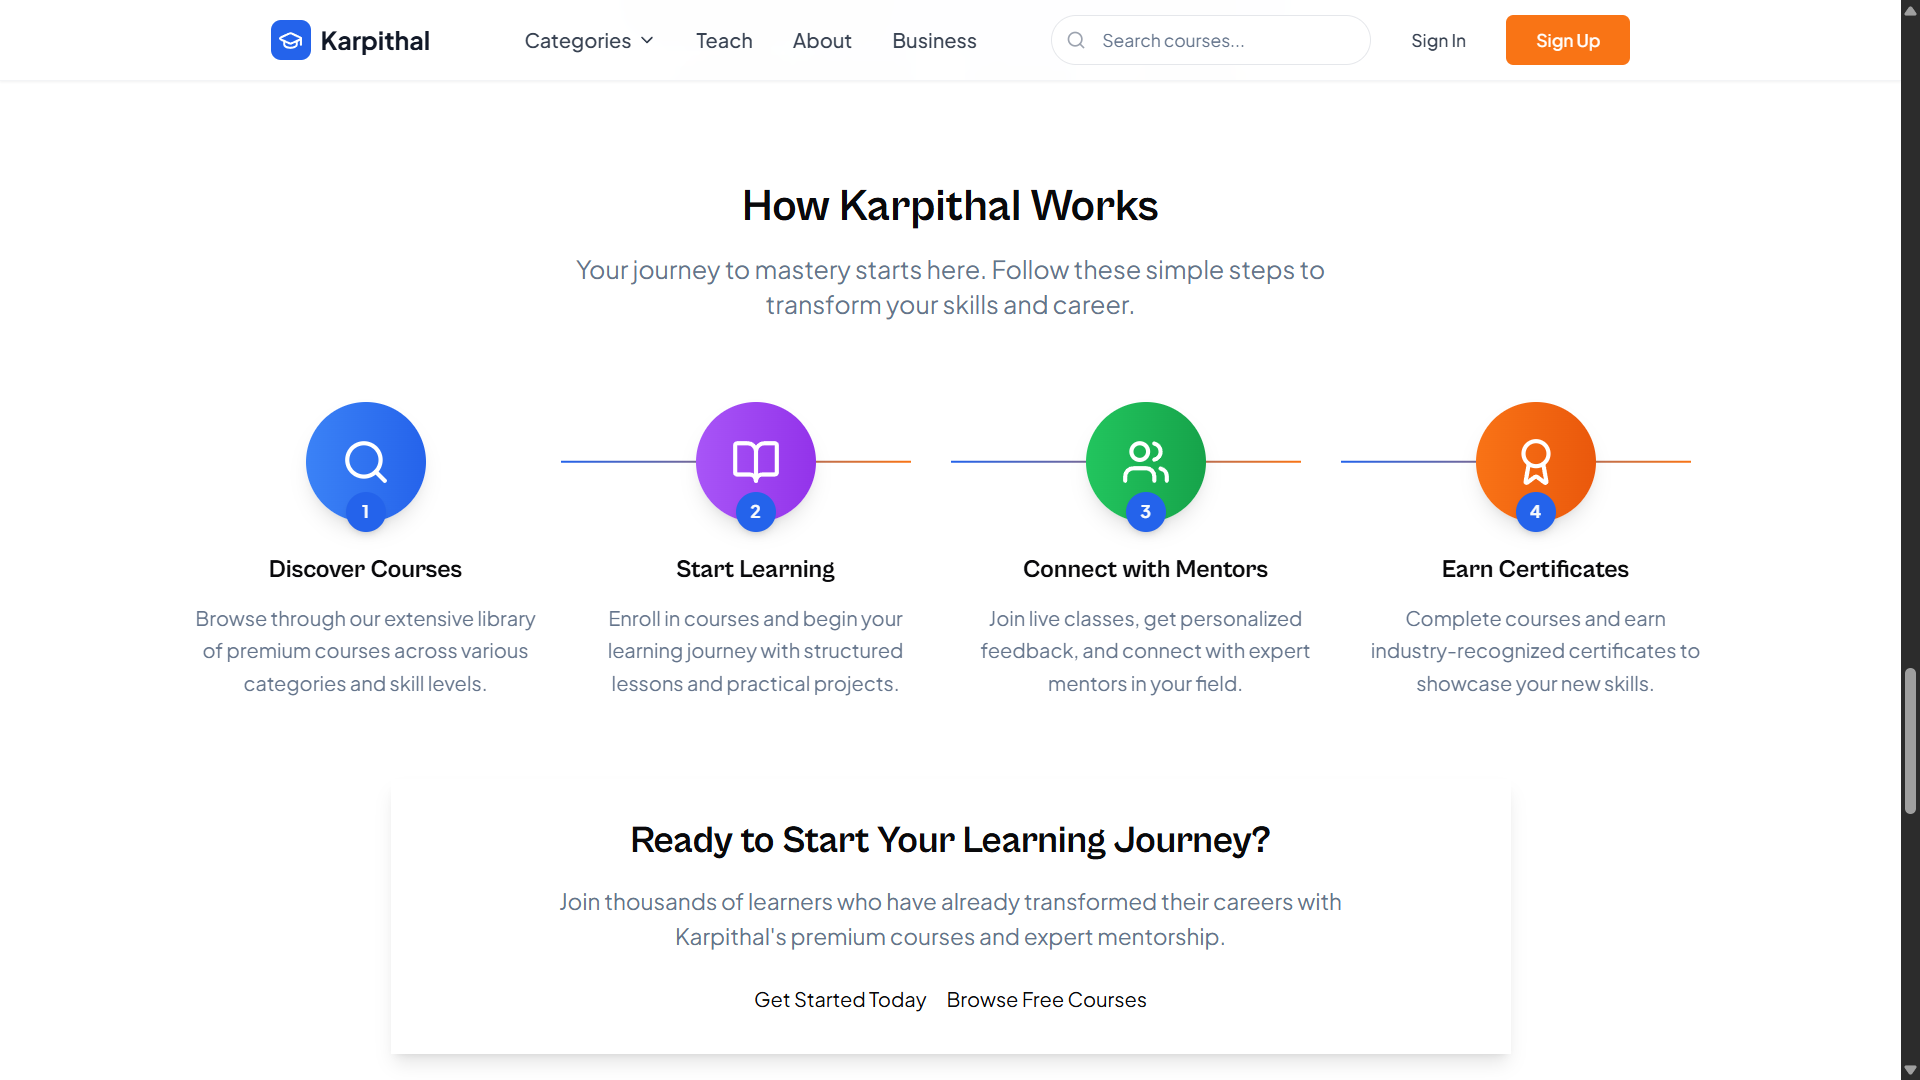 Karpithal
Categories
Teach
About
Business
Search courses...
Sign In
Sign Up
How Karpithal Works
Your journey to mastery starts here. Follow these simple steps to
transform your skills and career.
1
Discover Courses
Browse through our extensive library
of premium courses across various
categories and skill levels.
2
Start Learning
Enroll in courses and begin your
learning journey with structured
lessons and practical projects.
3
Connect with Mentors
Join live classes, get personalized
feedback, and connect with expert
mentors in your field.
4
Earn Certificates
Complete courses and earn
industry-recognized certificates to
showcase your new skills.
Ready to Start Your Learning Journey?
Join thousands of learners who have already transformed their careers with
Karpithal's premium courses and expert mentorship.
Get Started Today
Browse Free Courses